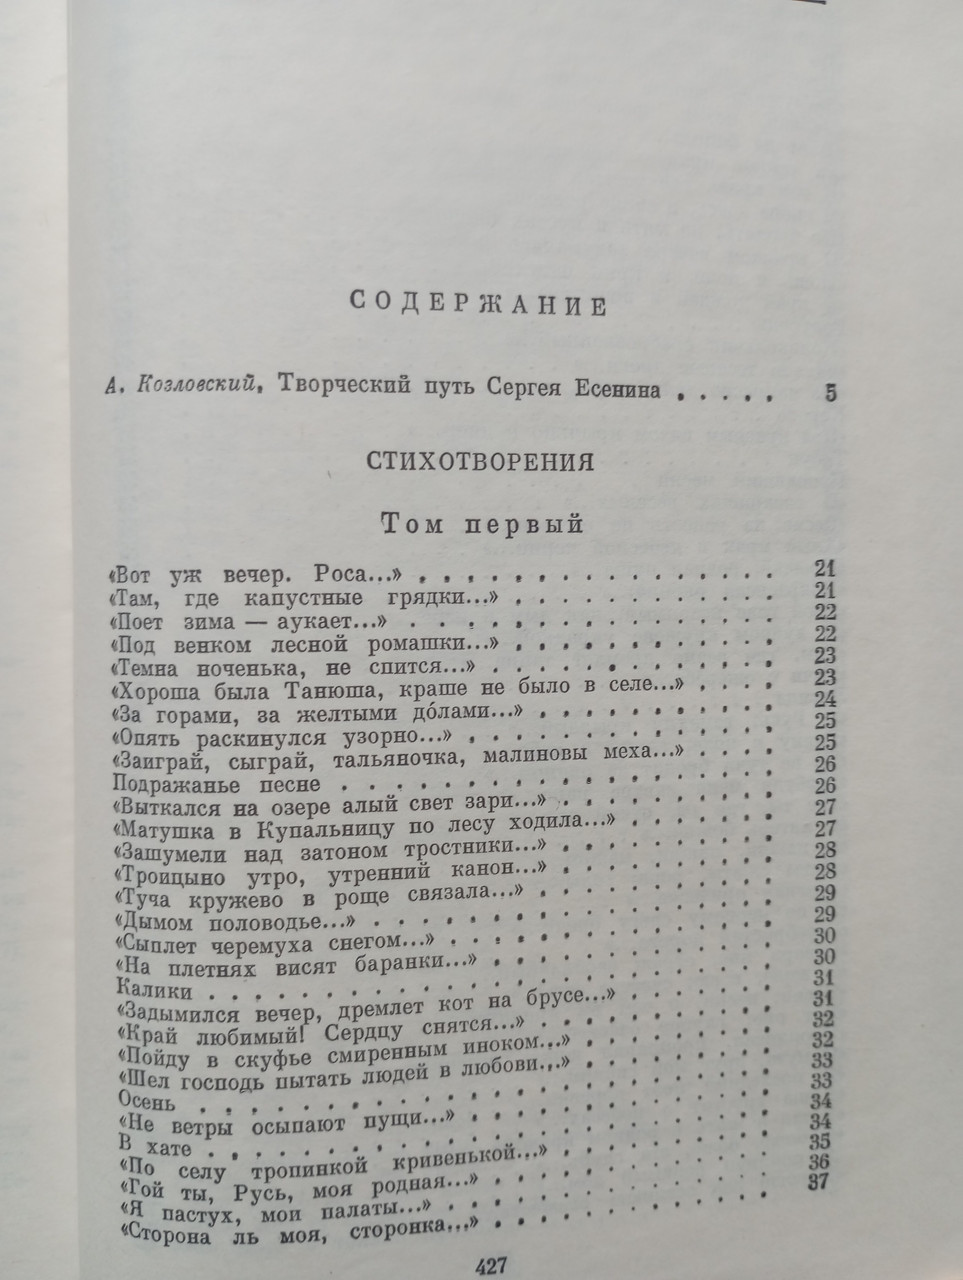 СОДЕРЖАНИЕ
А. Козловский, Творческий путь Сергея Есенина . . . . . 5
СТИХОТВОРЕНИЯ
Том первый
«Вот уж вечер. Роса...» . . . . . . . . . . . . . . . . 21
«Там, где капустные грядки...» . . . . . . . . . . . . 21
«Поет зима — аукает...» . . . . . . . . . . . . . . . . 22
«Под венком лесной ромашки...» . . . . . . . . . . . . 22
«Темна ноченька, не спится...» . . . . . . . . . . . . . 23
«Хороша была Танюша, краше не было в селе...» . . . . 23
«За горами, за желтыми до́лами...» . . . . . . . . . . . 24
«Опять раскинулся узорно...» . . . . . . . . . . . . . . 25
«Заиграй, сыграй, тальяночка, малиновы меха...» . . . . 25
Подражанье песне . . . . . . . . . . . . . . . . . . . 26
«Выткался на озере алый свет зари...» . . . . . . . . . . 26
«Матушка в Купальницу по лесу ходила...» . . . . . . . 27
«Зашумели над затоном тростники...» . . . . . . . . . . 27
«Троицыно утро, утренний канон...» . . . . . . . . . . 28
«Туча кружево в роще связала...» . . . . . . . . . . . 28
«Дымом половодье...» . . . . . . . . . . . . . . . . . . 29
«Сыплет черемуха снегом...» . . . . . . . . . . . . . . . 29
«На плетнях висят баранки...» . . . . . . . . . . . . . 30
Калики . . . . . . . . . . . . . . . . . . . . . . . . 30
«Задымился вечер, дремлет кот на брусе...» . . . . . . . 31
«Край любимый! Сердцу снятся...» . . . . . . . . . . . 31
«Пойду в скуфье смиренным иноком...» . . . . . . . . . 32
«Шел господь пытать людей в любови...» . . . . . . . . . 32
Осень . . . . . . . . . . . . . . . . . . . . . . . . . 33
«Не ветры осыпают пущи...» . . . . . . . . . . . . . . 33
В хате . . . . . . . . . . . . . . . . . . . . . . . . 34
«По селу тропинкой кривенькой...» . . . . . . . . . . . 34
«Гой ты, Русь, моя родная...» . . . . . . . . . . . . . 35
«Я пастух, мои палаты...» . . . . . . . . . . . . . . . 36
«Сторона ль моя, сторонка...» . . . . . . . . . . . . . 37
427